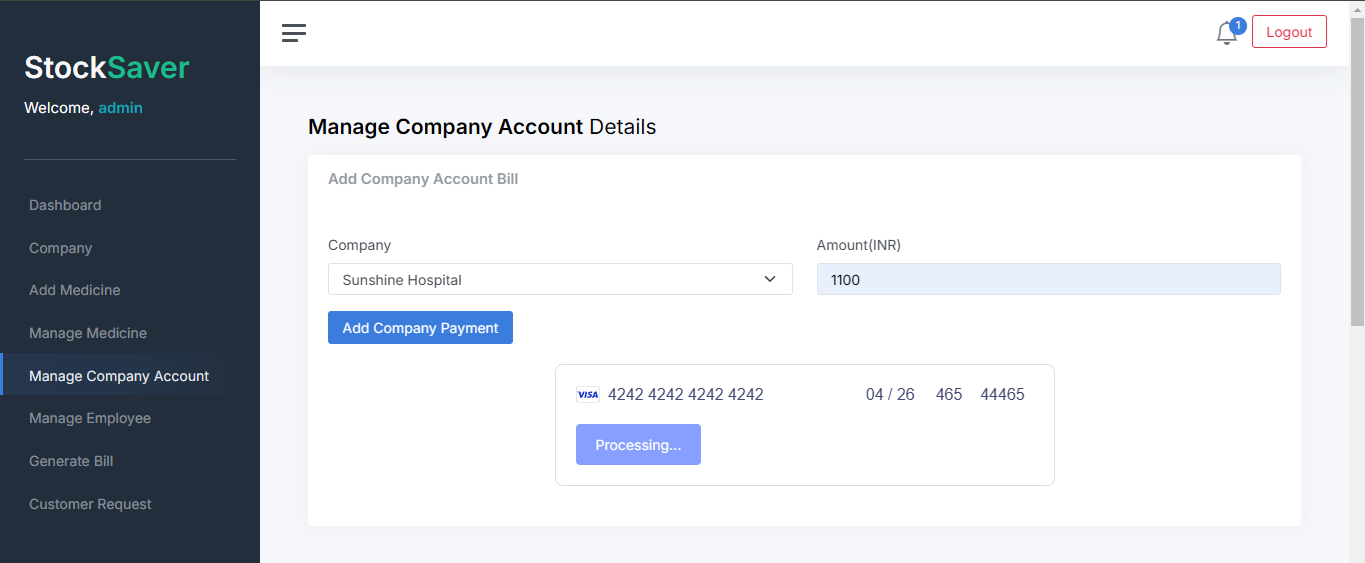 StockSaver
Welcome, admin
Dashboard
Company
Add Medicine
Manage Medicine
Manage Company Account
Manage Employee
Generate Bill
Customer Request
1
Logout
Manage Company Account Details
Add Company Account Bill
Company
Amount(INR)
Sunshine Hospital
1100
Add Company Payment
VISA 4242 4242 4242 4242 04 / 26 465 44465
Processing...